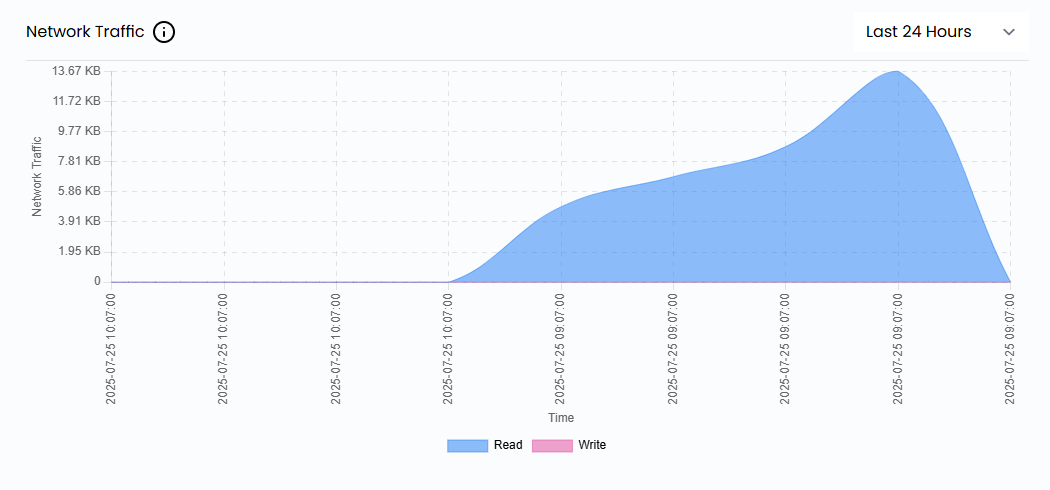 Network Traffic
Last 24 Hours
13.67 KB
11.72 KB
9.77 KB
7.81 KB
5.86 KB
3.91 KB
1.95 KB
0
Network Traffic
2025-07-25 10:07:00
2025-07-25 10:07:00
2025-07-25 10:07:00
2025-07-25 10:07:00
2025-07-25 09:07:00
2025-07-25 09:07:00
2025-07-25 09:07:00
2025-07-25 09:07:00
2025-07-25 09:07:00
Time
Read
Write